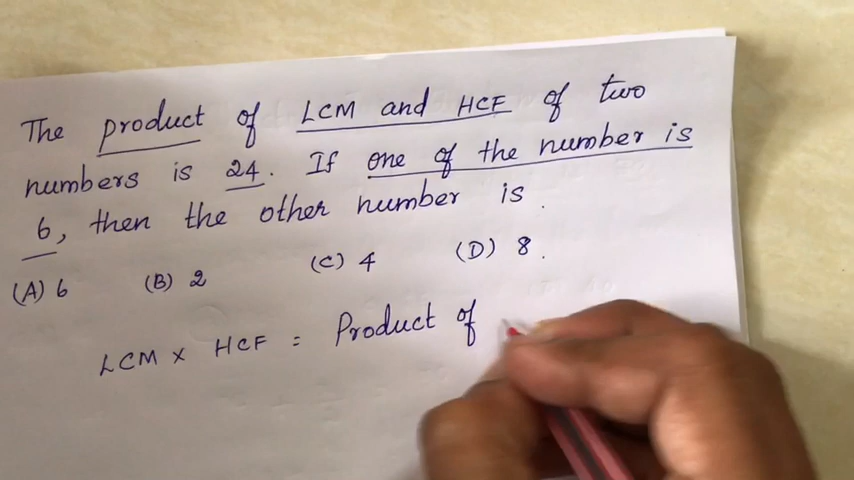 The product of LCM and HCF of two
numbers is 24. If one of the number is
6, then the other number is.
(A) 6 (B) 2 (C) 4 (D) 8.
LCM x HCF = Product of